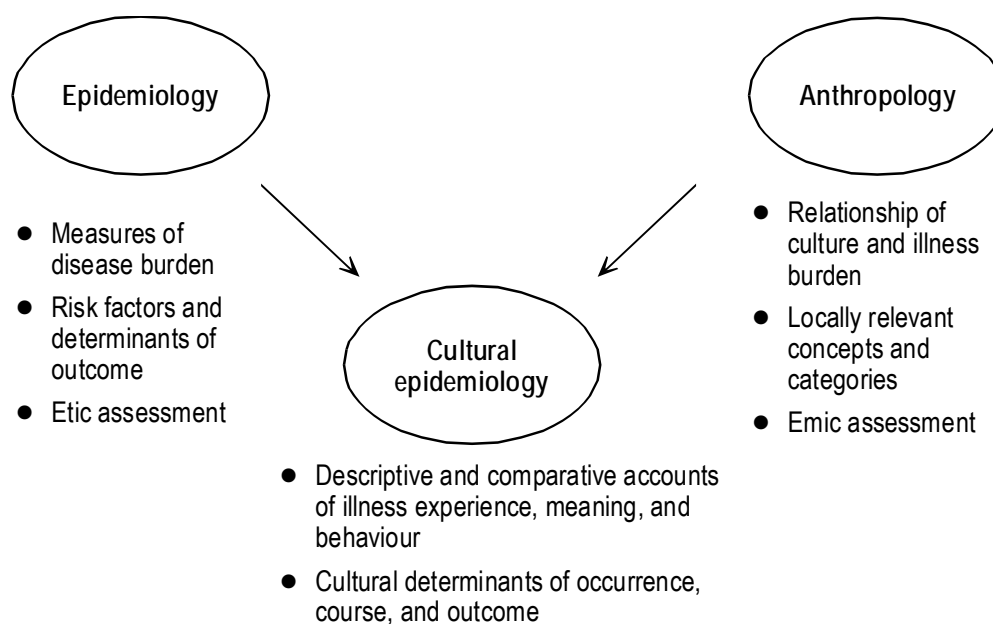 Epidemiology
Measures of
disease burden
Risk factors and
determinants of
outcome
Etic assessment
Anthropology
Relationship of
culture and illness
burden
Locally relevant
concepts and
categories
Emic assessment
Cultural
epidemiology
Descriptive and comparative accounts
of illness experience, meaning, and
behaviour
Cultural determinants of occurrence,
course, and outcome